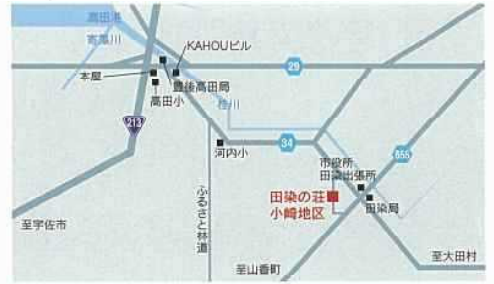 高田港
寄藻川
KAHOUビル
本屋
豊後高田局
高田小
29
桂川
213
河内小
34
655
市役所
田染出張所
田染の荘
小崎地区
田染局
ふるさと林道
至宇佐市
至山香町
至大田村